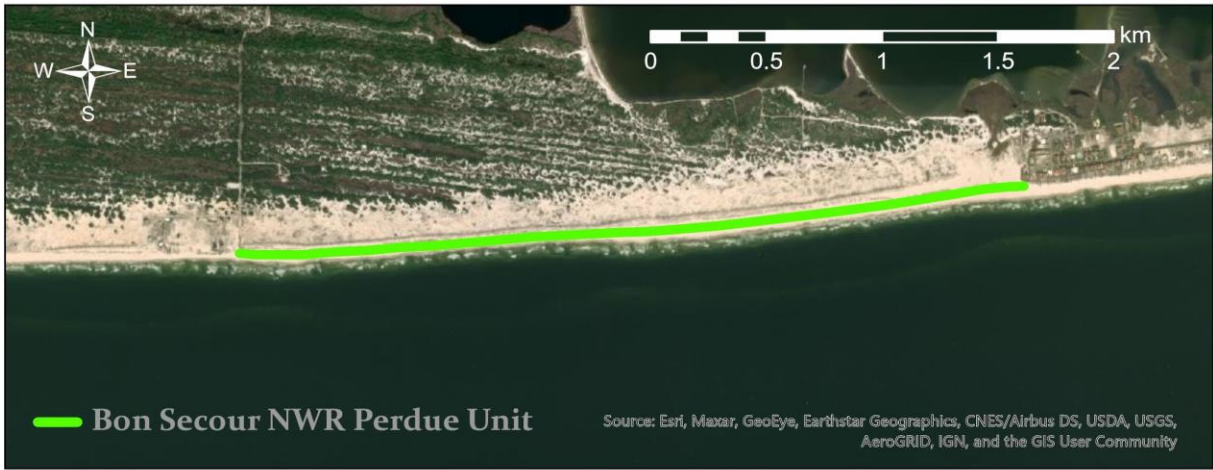 N
W E
S
km
0 0.5 1 1.5 2
Bon Secour NWR Perdue Unit
Source: Esri, Maxar, GeoEye, Earthstar Geographics, CNES/Airbus DS, USDA, USGS,
AeroGRID, IGN, and the GIS User Community